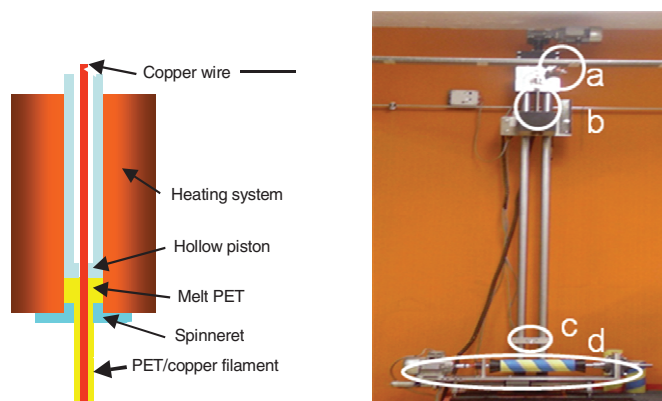 Copper wire
Heating system
Hollow piston
Melt PET
Spinneret
PET/copper filament
a
b
c
d